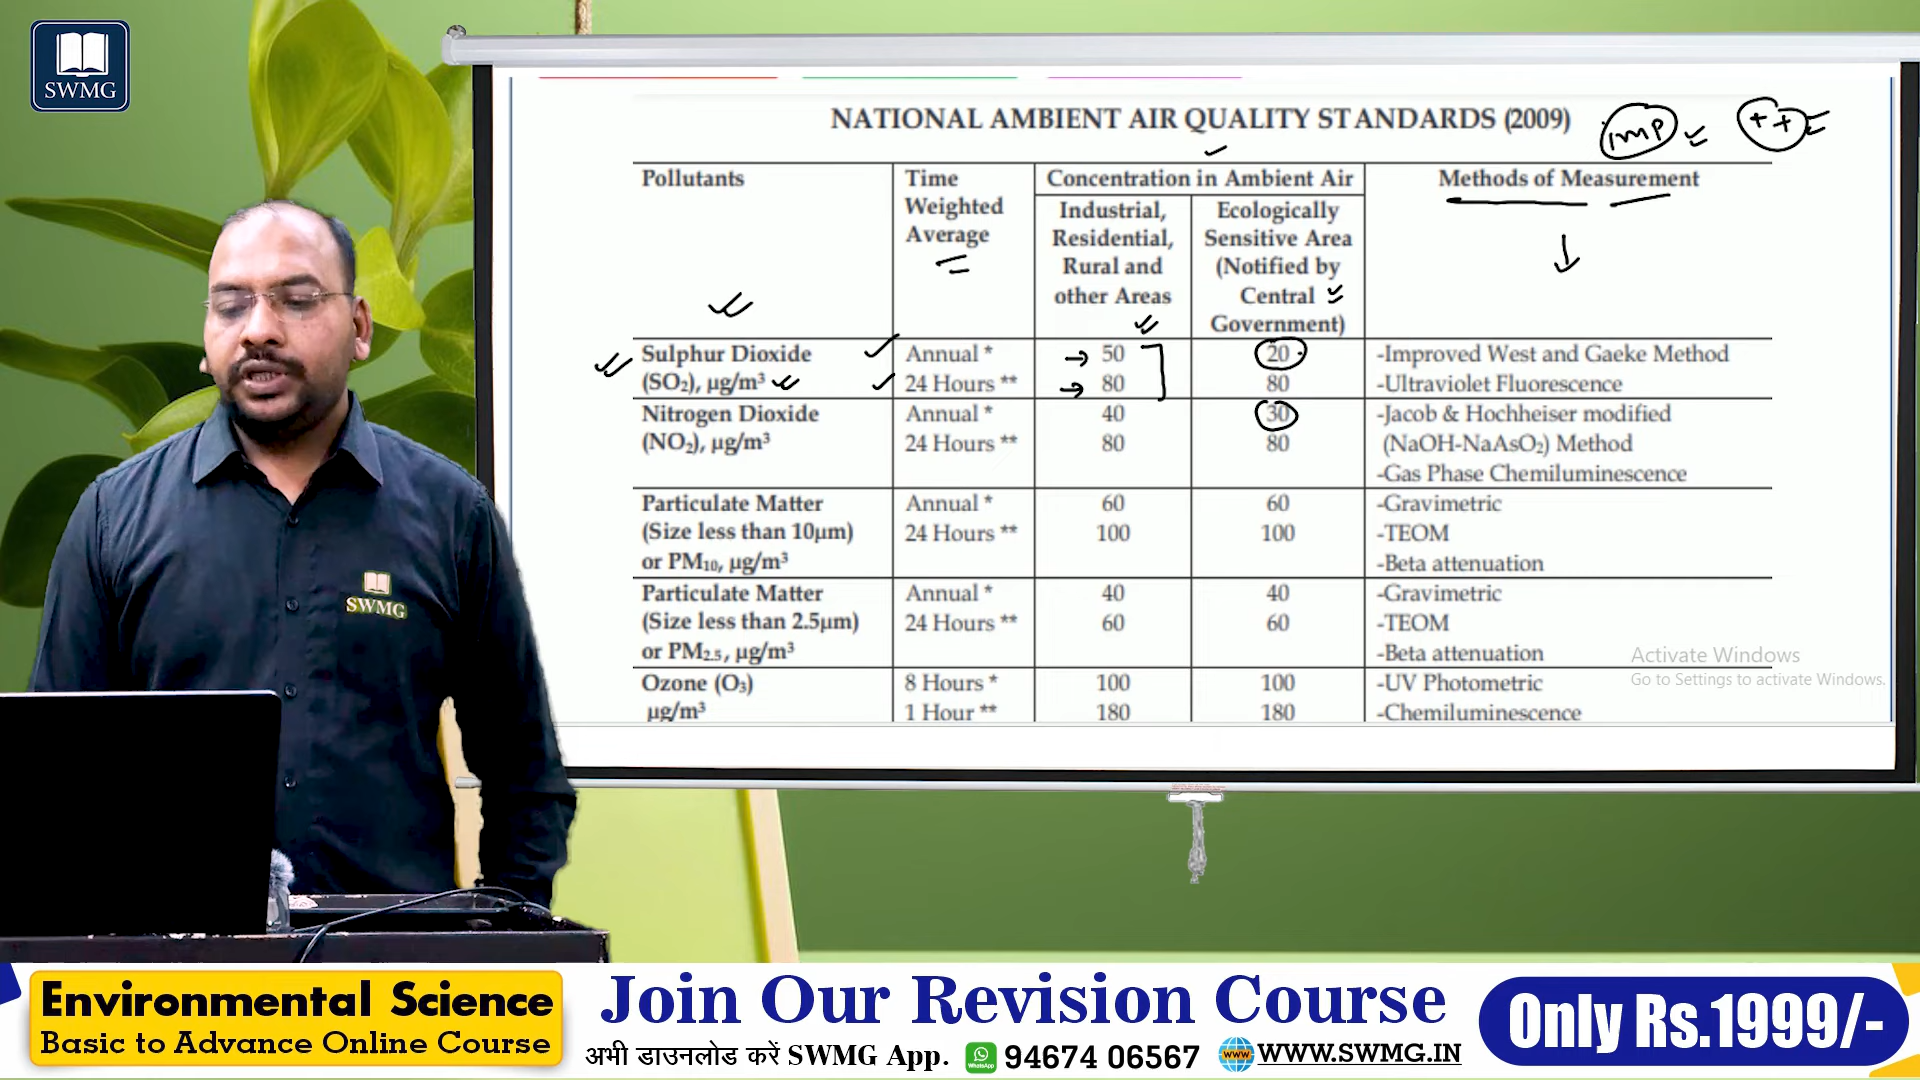 SWMG
NATIONAL AMBIENT AIR QUALITY STANDARDS (2009)
imp
++
Pollutants
Time
Weighted
Average
Concentration in Ambient Air
Industrial,
Residential,
Rural and
other Areas
Ecologically
Sensitive Area
(Notified by
Central
Government)
Methods of Measurement
Sulphur Dioxide
(SO₂), µg/m³
Annual *
24 Hours **
50
80
20
80
-Improved West and Gaeke Method
-Ultraviolet Fluorescence
Nitrogen Dioxide
(NO₂), µg/m³
Annual *
24 Hours **
40
80
30
80
-Jacob & Hochheiser modified
(NaOH-NaAsO₂) Method
-Gas Phase Chemiluminescence
Particulate Matter
(Size less than 10µm)
or PM₁₀, µg/m³
Annual *
24 Hours **
60
100
60
100
-Gravimetric
-TEOM
-Beta attenuation
Particulate Matter
(Size less than 2.5µm)
or PM₂.₅, µg/m³
Annual *
24 Hours **
40
60
40
60
-Gravimetric
-TEOM
-Beta attenuation
Ozone (O₃)
µg/m³
8 Hours *
1 Hour **
100
180
100
180
-UV Photometric
-Chemiluminescence
Activate Windows
Go to Settings to activate Windows.
SWMG
Environmental Science
Basic to Advance Online Course
Join Our Revision Course
अभी डाउनलोड करें SWMG App.
WhatsApp
94667 06567
www
WWW.SWMG.IN
Only Rs.1999/-